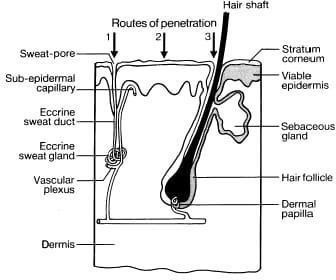 Hair shaft
Routes of penetration
1
2
3
Sweat-pore
Sub-epidermal
capillary
Eccrine
sweat duct
Eccrine
sweat gland
Vascular
plexus
Dermis
Stratum
corneum
Viable
epidermis
Sebaceous
gland
Hair follicle
Dermal
papilla